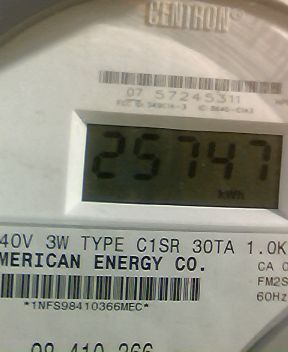 CENTRON®
07 57245311
25747
kWh
40V 3W TYPE C1SR 30TA 1.0K
MERICAN ENERGY CO.
CA 0
FM2S
60Hz
*1NFS98410366MEC*
98 410 366